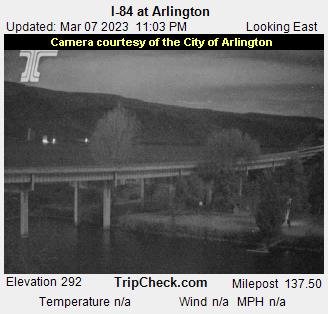 I-84 at Arlington
Updated: Mar 07 2023 11:03 PM Looking East
Camera courtesy of the City of Arlington
Elevation 292 TripCheck.com Milepost 137.50
Temperature n/a Wind n/a MPH n/a